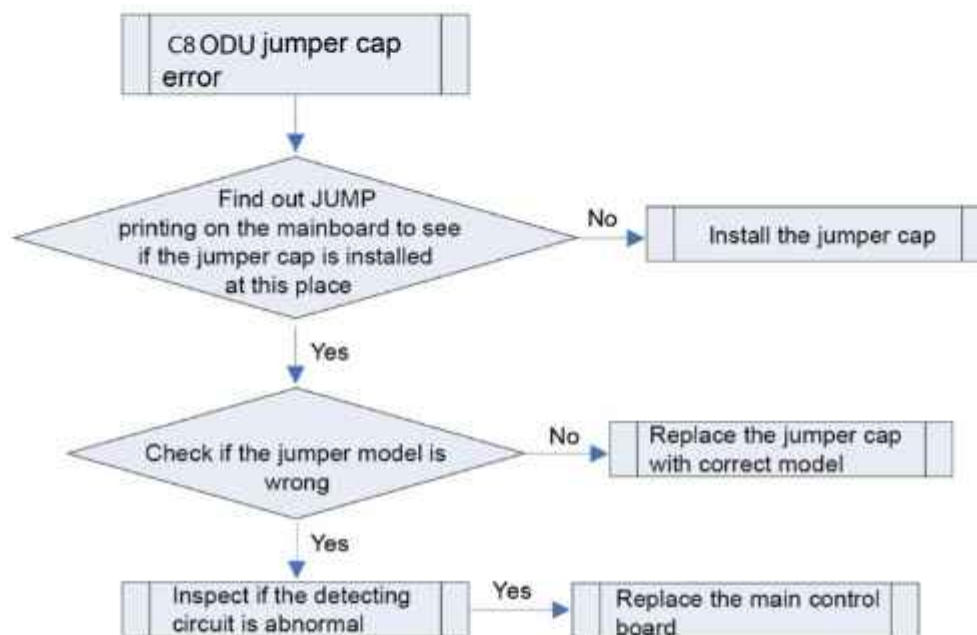 C8 ODU jumper cap
error
Find out JUMP
printing on the mainboard to see
if the jumper cap is installed
at this place
No
Install the jumper cap
Yes
Check if the jumper model is
wrong
No
Replace the jumper cap
with correct model
Yes
Inspect if the detecting
circuit is abnormal
Yes
Replace the main control
board